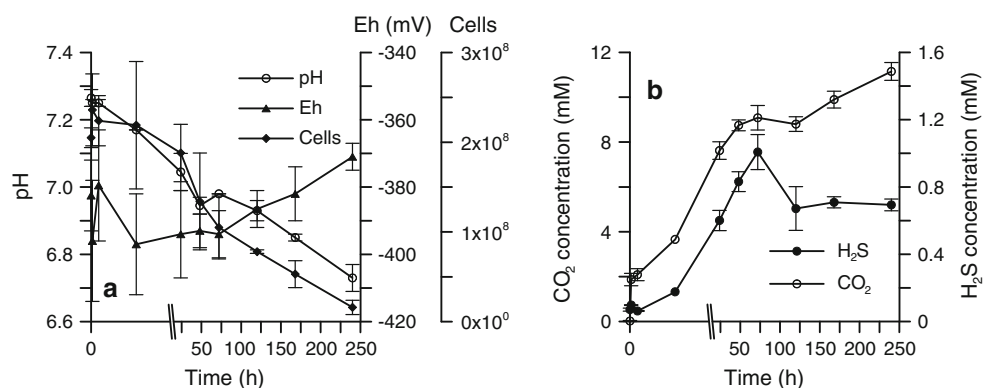 Eh (mV) Cells
7.4 -340 3x10⁸
7.2 -360 2x10⁸
7.0 -380
6.8 -400 1x10⁸
6.6 -420 0x10⁰
pH
pH
Eh
Cells
a
0 50 100 150 200 250
Time (h)
12 1.6
8 1.2
0.8
4 0.4
0 0
CO₂ concentration (mM)
b
H₂S
CO₂
H₂S concentration (mM)
0 50 100 150 200 250
Time (h)